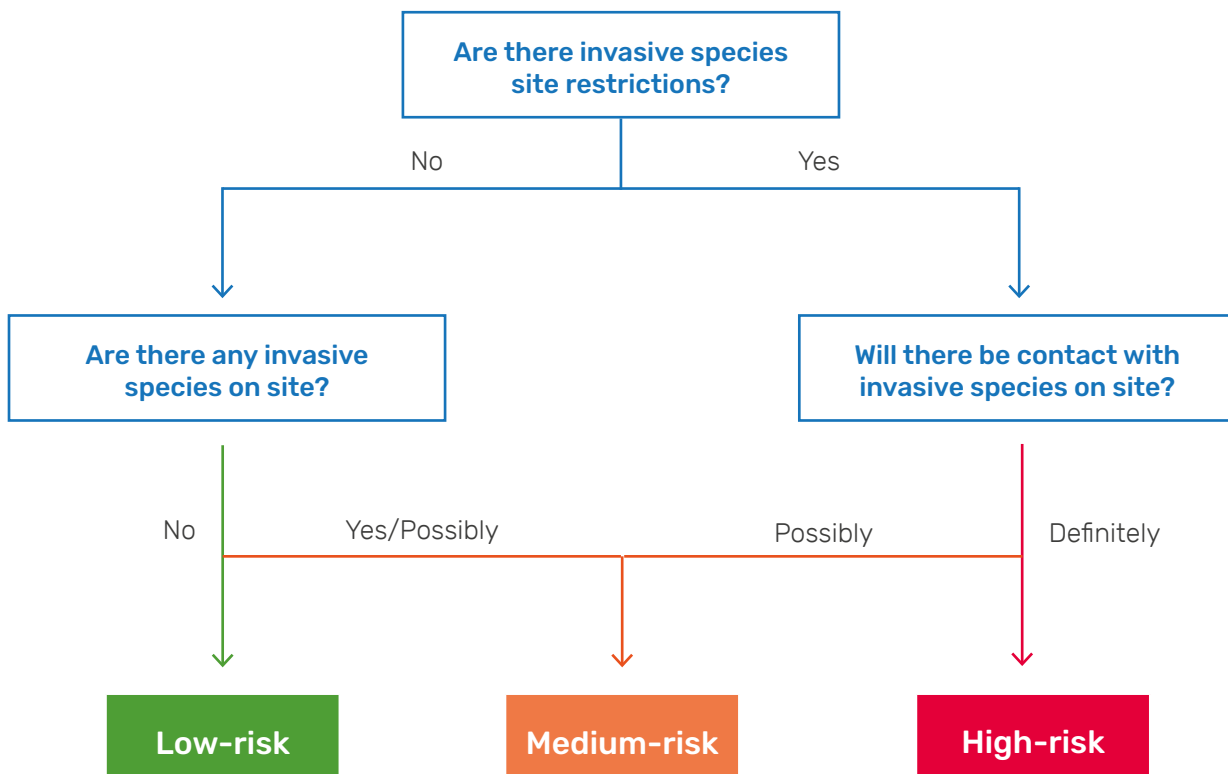 Are there invasive species
site restrictions?
No
Yes
Are there any invasive
species on site?
Will there be contact with
invasive species on site?
No
Yes/Possibly
Possibly
Definitely
Low-risk
Medium-risk
High-risk